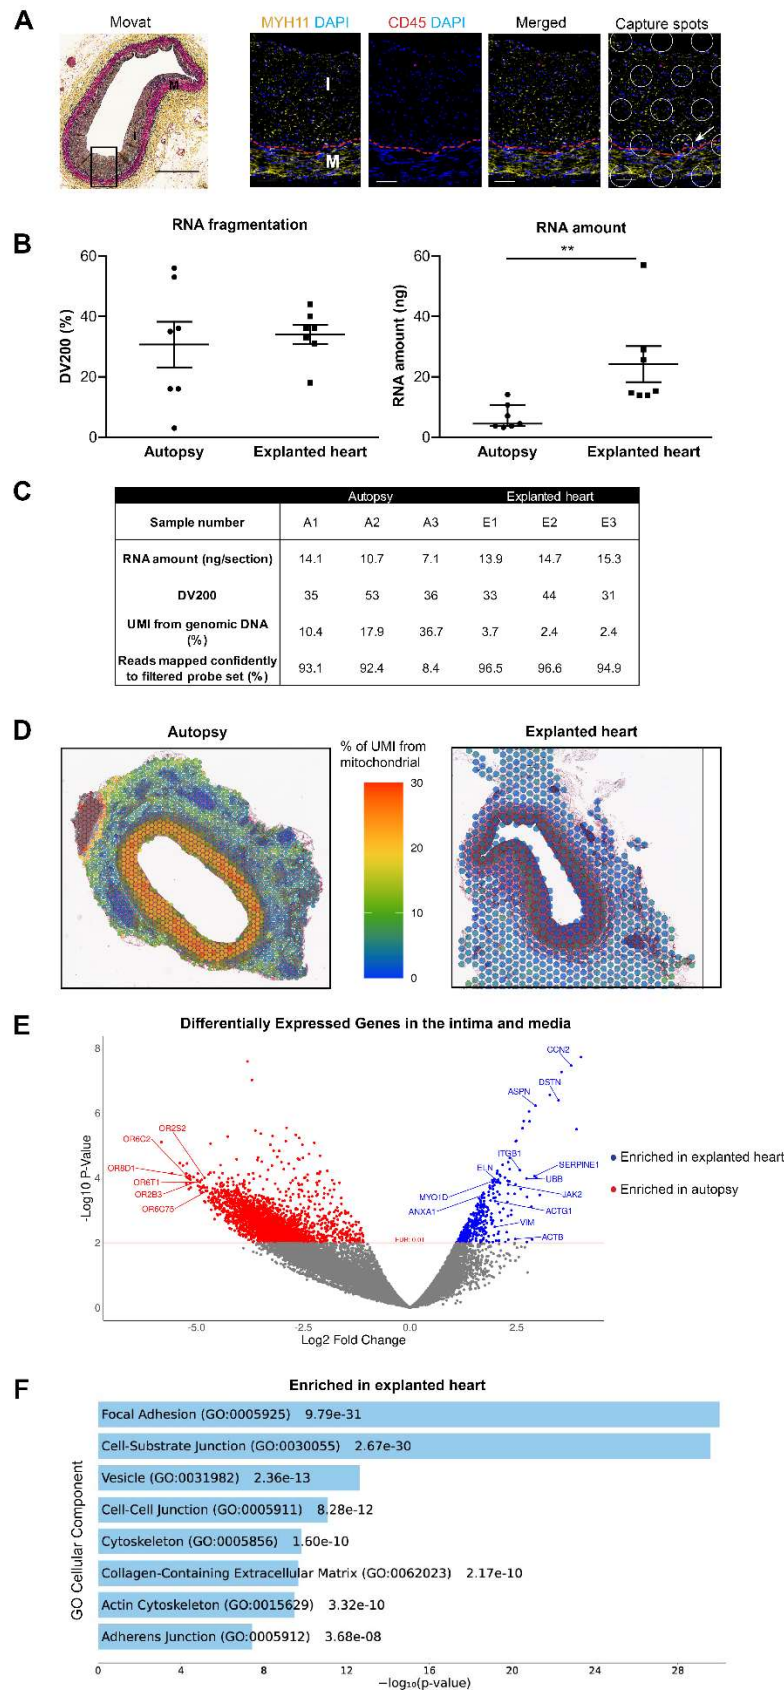 A
Movat
MYH11 DAPI
CD45 DAPI
Merged
Capture spots
M
I
I
M
B
RNA fragmentation
RNA amount
60
40
20
0
DV200 (%)
Autopsy
Explanted heart
60
40
20
0
RNA amount (ng)
**
Autopsy
Explanted heart
C
Autopsy Explanted heart
Sample number A1 A2 A3 E1 E2 E3
RNA amount (ng/section) 14.1 10.7 7.1 13.9 14.7 15.3
DV200 35 53 36 33 44 31
UMI from genomic DNA (%) 10.4 17.9 36.7 3.7 2.4 2.4
Reads mapped confidently to filtered probe set (%) 93.1 92.4 8.4 96.5 96.6 94.9
D
Autopsy
% of UMI from mitochondrial
30
20
10
0
Explanted heart
E
Differentially Expressed Genes in the intima and media
8
6
4
2
0
-Log10 P-Value
CCN2
ASPN
DSTN
OR2S2
OR6C2
OR8D1
OR6T1
OR2B3
OR6C75
ITGB1
ELN
SERPINE1
UBB
MYO1D
JAK2
ANXA1
ACTG1
VIM
ACTB
Enriched in explanted heart
Enriched in autopsy
-5.0
-2.5
0.0
2.5
Log2 Fold Change
F
Enriched in explanted heart
GO Cellular Component
Focal Adhesion (GO:0005925) 9.79e-31
Cell-Substrate Junction (GO:0030055) 2.67e-30
Vesicle (GO:0031982) 2.36e-13
Cell-Cell Junction (GO:0005911) 8.28e-12
Cytoskeleton (GO:0005856) 1.60e-10
Collagen-Containing Extracellular Matrix (GO:0062023) 2.17e-10
Actin Cytoskeleton (GO:0015629) 3.32e-10
Adherens Junction (GO:0005912) 3.68e-08
0 4 8 12 16 20 24 28
−log₁₀(p-value)